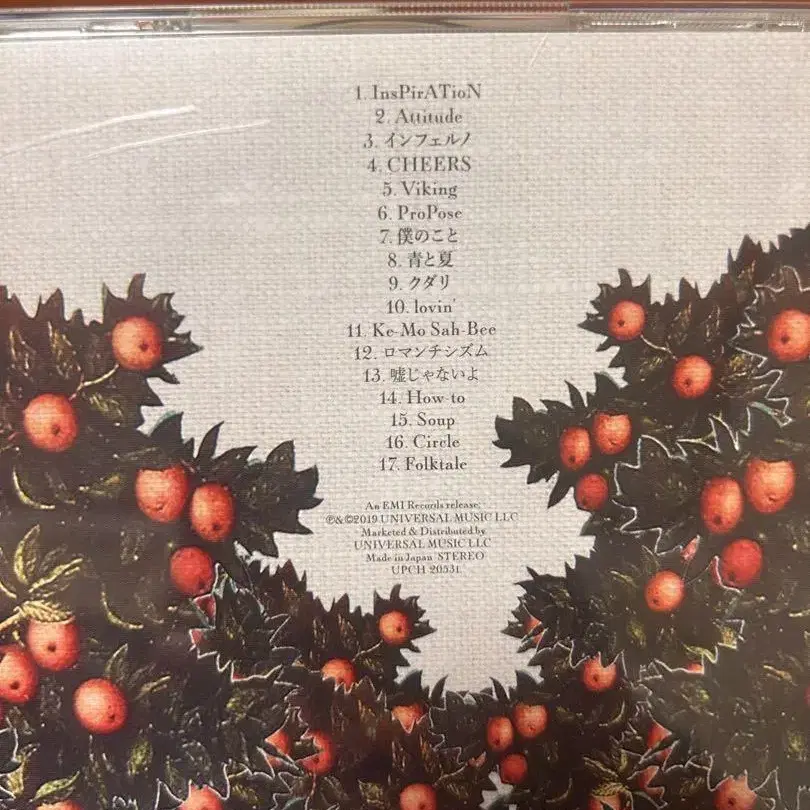 1. InsPirATioN
2. Attitude
3. インフェルノ
4. CHEERS
5. Viking
6. ProPose
7. 僕のこと
8. 青と夏
9. クダリ
10. lovin'
11. Ke-Mo Sah-Bee
12. ロマンチシズム
13. 嘘じゃないよ
14. How-to
15. Soup
16. Circle
17. Folktale
An EMI Records release;
℗&©2019 UNIVERSAL MUSIC LLC
Marketed & Distributed by
UNIVERSAL MUSIC LLC
Made in Japan STEREO
UPCH 20531.